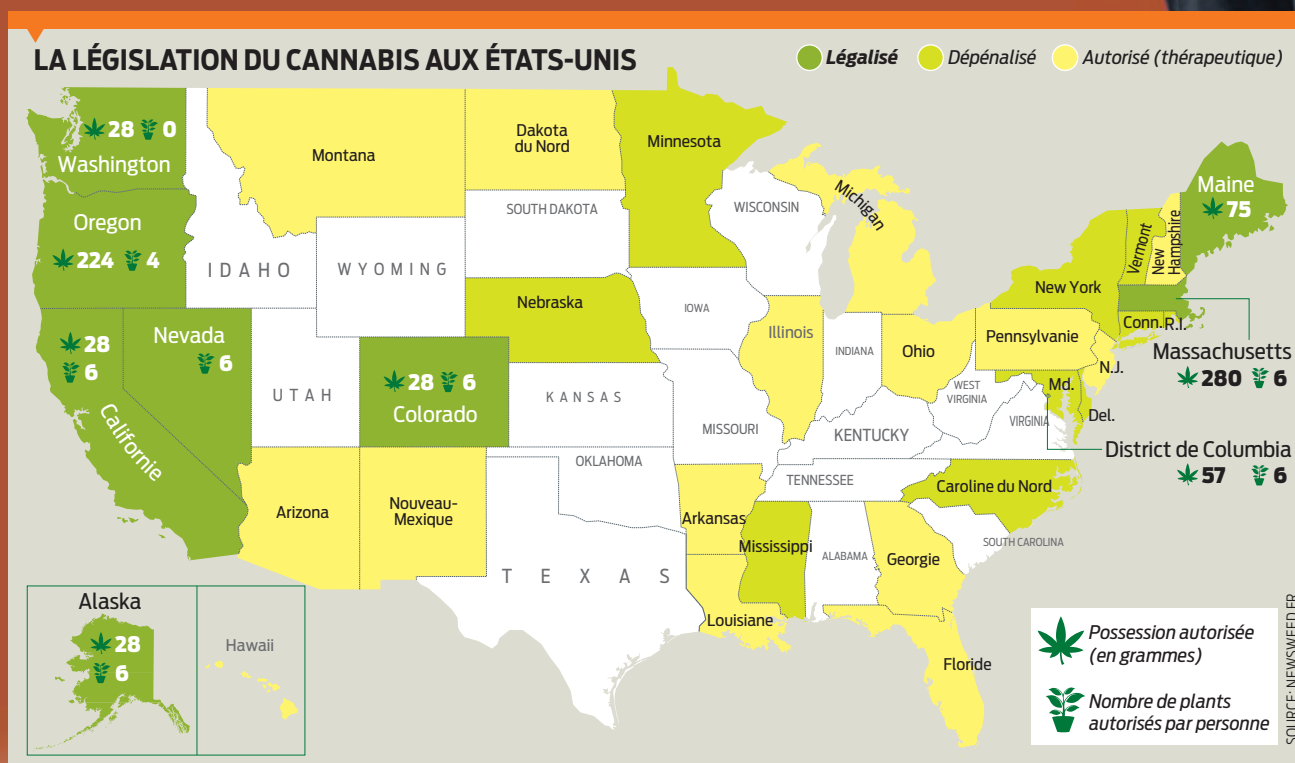 LA LÉGISLATION DU CANNABIS AUX ÉTATS-UNIS
Légalisé
Dépénalisé
Autorisé (thérapeutique)
28 0
Washington
Oregon
224 4
28
6
Californie
Nevada
6
IDAHO
Montana
WYOMING
UTAH
28 6
Colorado
Arizona
Nouveau-
Mexique
Dakota
du Nord
SOUTH DAKOTA
Nebraska
KANSAS
OKLAHOMA
TEXAS
Minnesota
IOWA
MISSOURI
Arkansas
Louisiane
WISCONSIN
Illinois
Michigan
INDIANA
Ohio
KENTUCKY
TENNESSEE
Mississippi
ALABAMA
Georgie
Floride
SOUTH CAROLINA
Caroline du Nord
WEST
VIRGINIA
VIRGINIA
Pennsylvanie
New York
Vermont
New
Hampshire
Maine
75
Conn.
R.I.
N.J.
Md.
Del.
Massachusetts
280 6
District de Columbia
57 6
Alaska
28
6
Hawaii
Possession autorisée
(en grammes)
Nombre de plants
autorisés par personne
SOURCE: NEWSWEED.FR